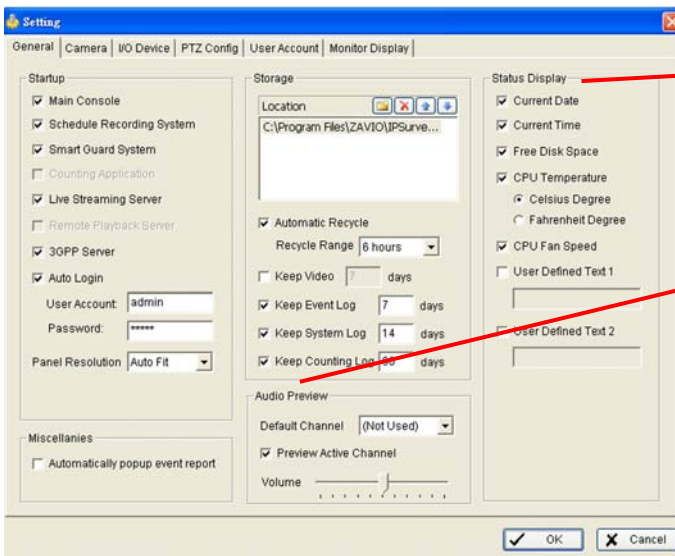 Setting
General Camera I/O Device PTZ Config User Account Monitor Display
Startup
Main Console
Schedule Recording System
Smart Guard System
Counting Application
Live Streaming Server
Remote Playback Server
3GPP Server
Auto Login
User Account: admin
Password: *****
Panel Resolution Auto Fit
Miscellanies
Automatically popup event report
Storage
Location
C:\Program Files\ZAVIO\IPSurve...
Automatic Recycle
Recycle Range 6 hours
Keep Video 7 days
Keep Event Log 7 days
Keep System Log 14 days
Keep Counting Log days
Audio Preview
Default Channel (Not Used)
Preview Active Channel
Volume
Status Display
Current Date
Current Time
Free Disk Space
CPU Temperature
Celsius Degree
Fahrenheit Degree
CPU Fan Speed
User Defined Text 1
User Defined Text 2
OK Cancel